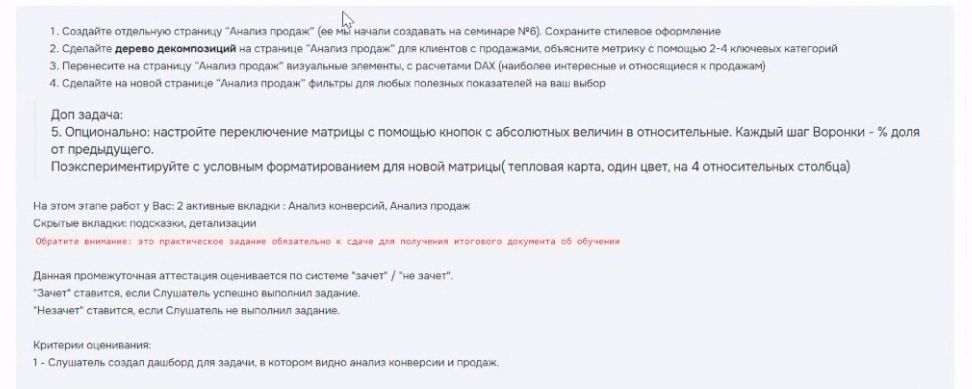 1. Создайте отдельную страницу "Анализ продаж" (ее мы начали создавать на семинаре №6). Сохраните стилевое оформление
2. Сделайте дерево декомпозиций на странице "Анализ продаж" для клиентов с продажами, объясните метрику с помощью 2-4 ключевых категорий
3. Перенесите на страницу "Анализ продаж" визуальные элементы, с расчетами DAX (наиболее интересные и относящиеся к продажам)
4. Сделайте на новой странице "Анализ продаж" фильтры для любых полезных показателей на ваш выбор
Доп задача:
5. Опционально: настройте переключение матрицы с помощью кнопок с абсолютных величин в относительные. Каждый шаг Воронки - % доля
от предыдущего.
Поэкспериментируйте с условным форматированием для новой матрицы( тепловая карта, один цвет, на 4 относительных столбца)
На этом этапе работ у Вас: 2 активные вкладки : Анализ конверсий, Анализ продаж
Скрытые вкладки: подсказки, детализации
Обратите внимание: это практическое задание обязательно к сдаче для получения итогового документа об обучении
Данная промежуточная аттестация оценивается по системе "зачет" / "не зачет".
"Зачет" ставится, если Слушатель успешно выполнил задание.
"Незачет" ставится, если Слушатель не выполнил задание.
Критерии оценивания:
1 - Слушатель создал дашборд для задачи, в котором видно анализ конверсии и продаж.